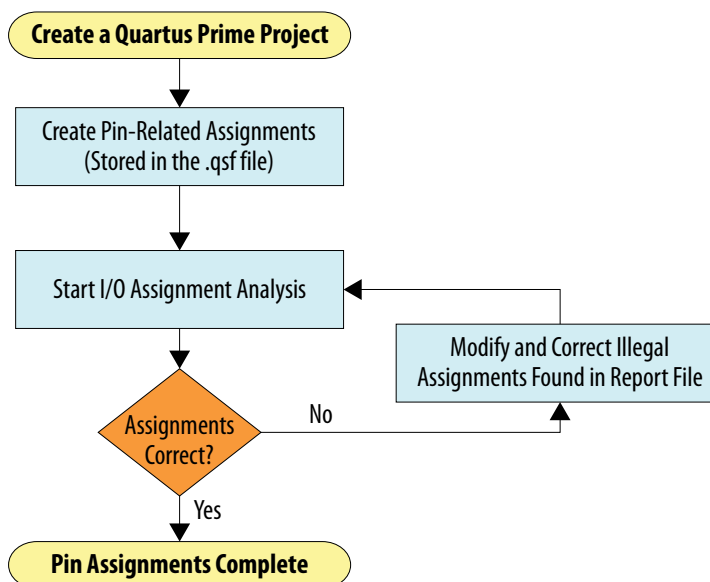 Create a Quartus Prime Project
Create Pin-Related Assignments
(Stored in the .qsf file)
Start I/O Assignment Analysis
Modify and Correct Illegal
Assignments Found in Report File
Assignments
Correct?
No
Yes
Pin Assignments Complete